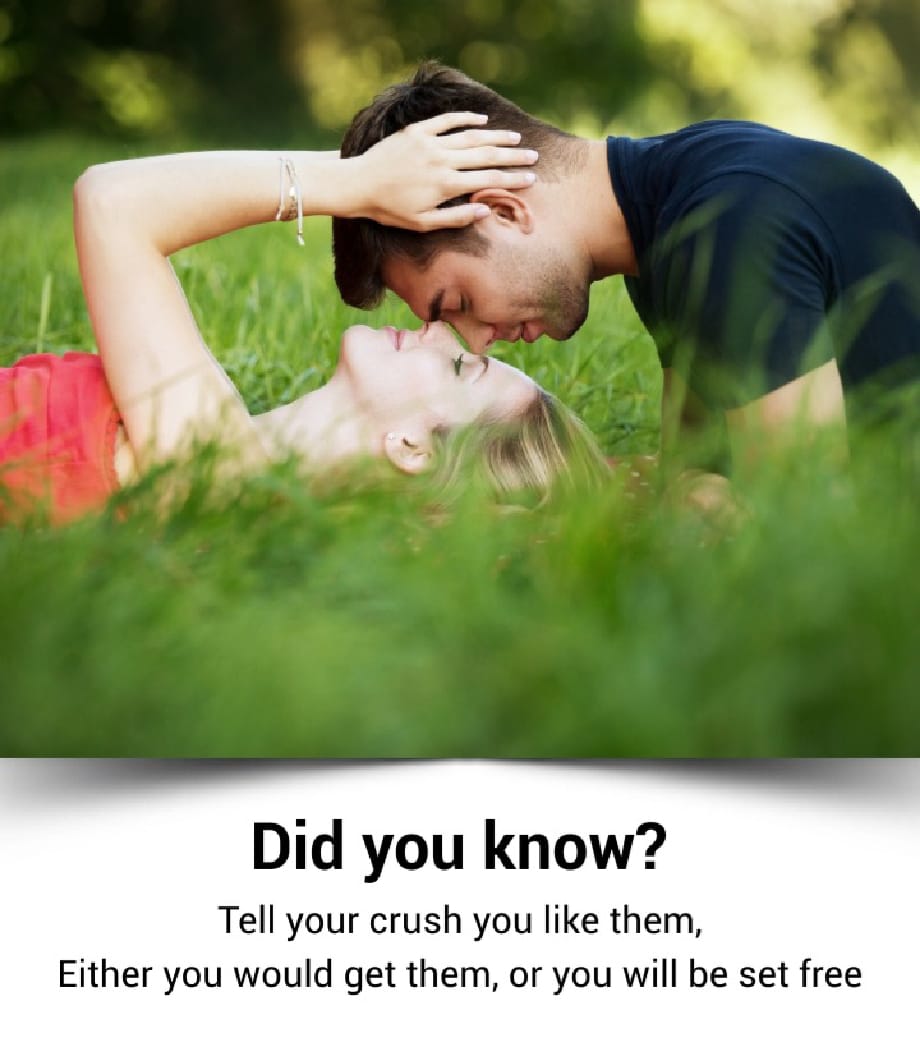 Did you know?
Tell your crush you like them,
Either you would get them, or you will be set free